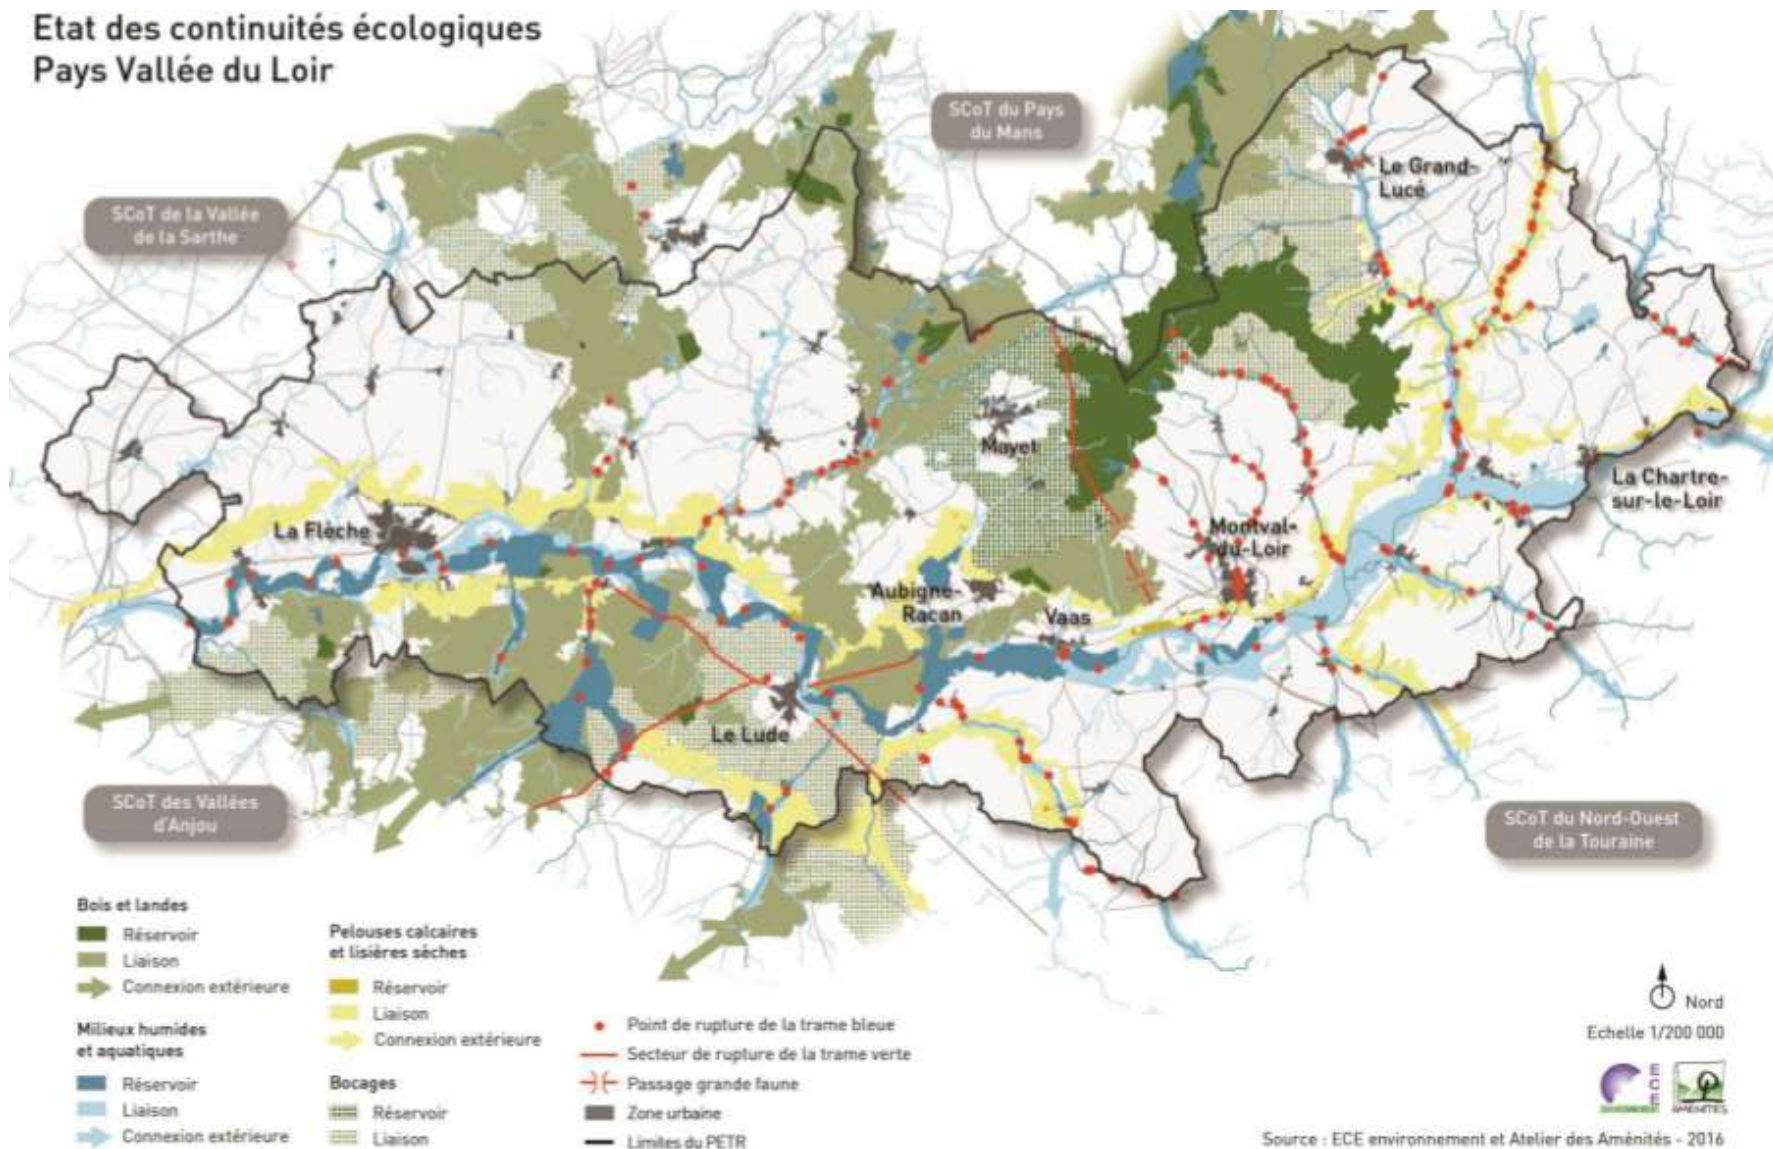 Etat des continuités écologiques
Pays Vallée du Loir
SCoT du Pays
du Mans
Le Grand-
Lucé
SCoT de la Vallée
de la Sarthe
Mayet
La Chartre-
sur-le-Loir
La Flèche
Montval-
du-Loir
Aubigné-
Racan
Vaas
Le Lude
SCoT des Vallées
d'Anjou
SCoT du Nord-Ouest
de la Touraine
Bois et landes
Réservoir
Liaison
Connexion extérieure
Milieux humides
et aquatiques
Réservoir
Liaison
Connexion extérieure
Pelouses calcaires
et lisières sèches
Réservoir
Liaison
Connexion extérieure
Bocages
Réservoir
Liaison
Point de rupture de la trame bleue
Secteur de rupture de la trame verte
Passage grande faune
Zone urbaine
Limites du PETR
Nord
Echelle 1/200 000
ECE
ENVIRONNEMENT
AMÉNITÉS
Source : ECE environnement et Atelier des Aménités - 2016